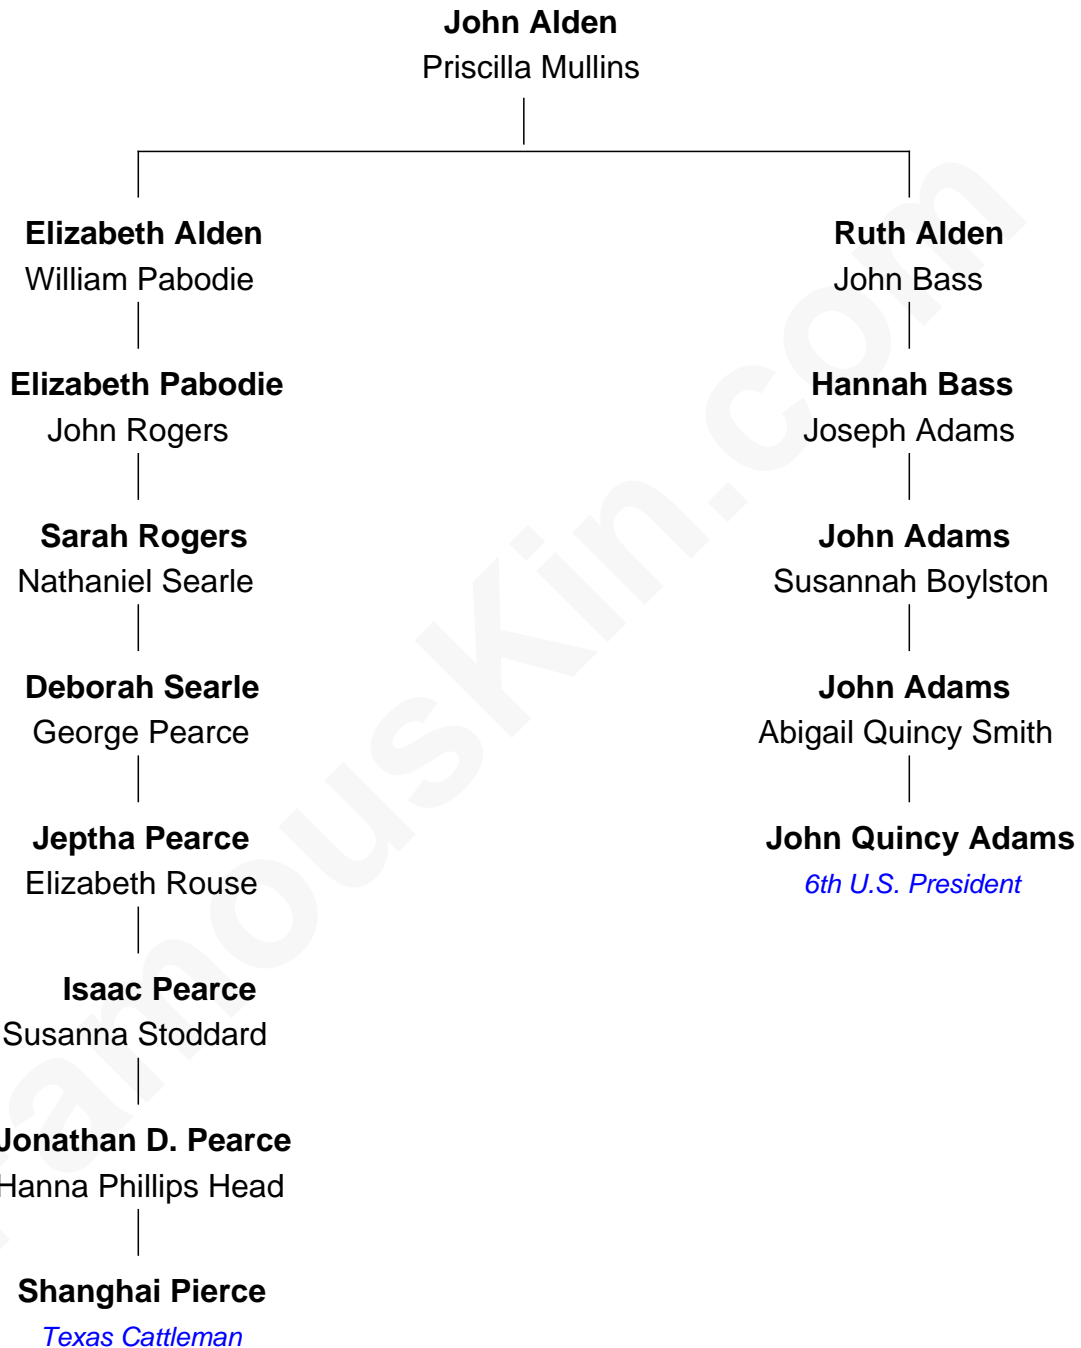 John Alden
Priscilla Mullins
Elizabeth Alden
William Pabodie
Ruth Alden
John Bass
Elizabeth Pabodie
John Rogers
Hannah Bass
Joseph Adams
Sarah Rogers
Nathaniel Searle
John Adams
Susannah Boylston
Deborah Searle
George Pearce
John Adams
Abigail Quincy Smith
Jeptha Pearce
Elizabeth Rouse
John Quincy Adams
6th U.S. President
Isaac Pearce
Susanna Stoddard
Jonathan D. Pearce
Hanna Phillips Head
Shanghai Pierce
Texas Cattleman
FamousKin.com